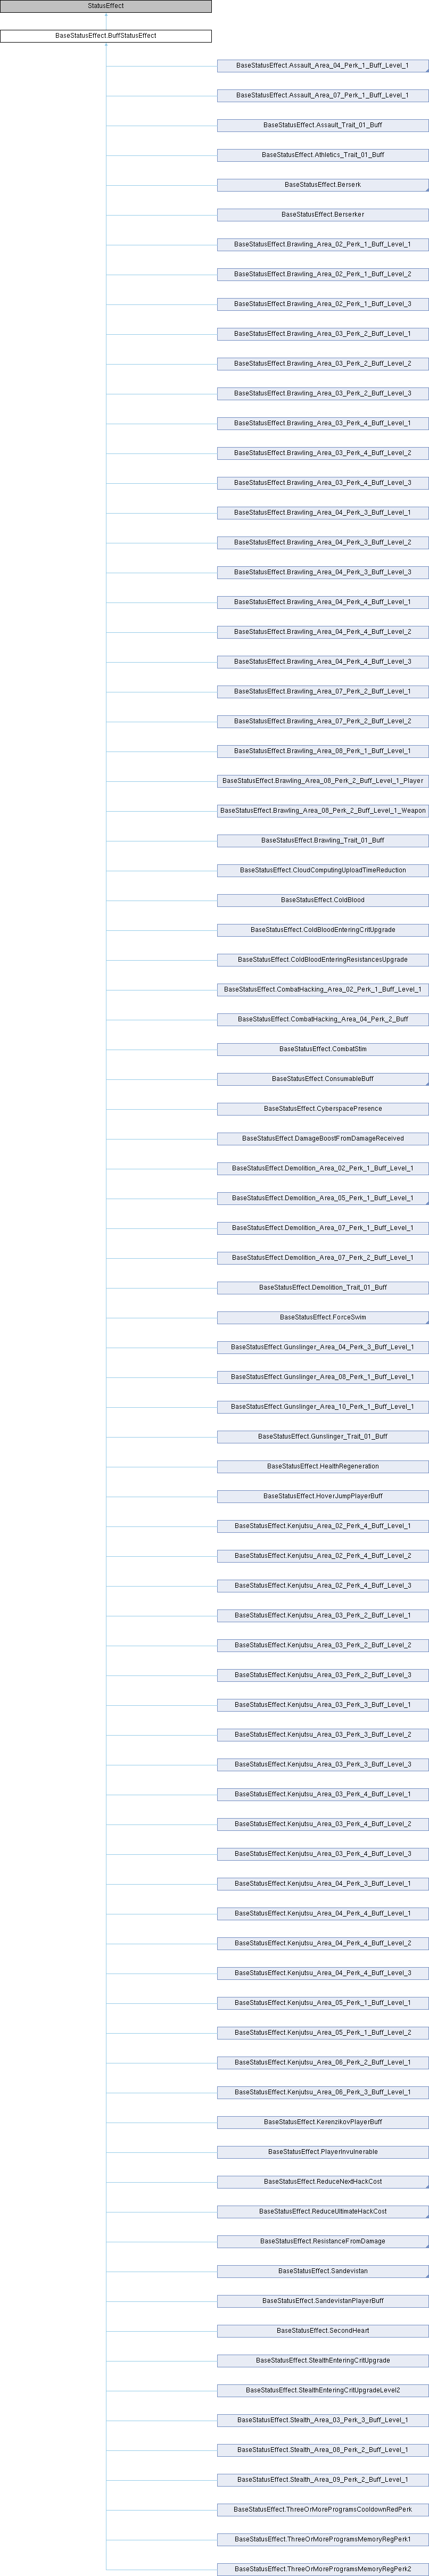 StatusEffect
BaseStatusEffect.BuffStatusEffect
BaseStatusEffect.Assault_Area_04_Perk_1_Buff_Level_1
BaseStatusEffect.Assault_Area_07_Perk_1_Buff_Level_1
BaseStatusEffect.Assault_Trait_01_Buff
BaseStatusEffect.Athletics_Trait_01_Buff
BaseStatusEffect.Berserk
BaseStatusEffect.Berserker
BaseStatusEffect.Brawling_Area_02_Perk_1_Buff_Level_1
BaseStatusEffect.Brawling_Area_02_Perk_1_Buff_Level_2
BaseStatusEffect.Brawling_Area_02_Perk_1_Buff_Level_3
BaseStatusEffect.Brawling_Area_03_Perk_2_Buff_Level_1
BaseStatusEffect.Brawling_Area_03_Perk_2_Buff_Level_2
BaseStatusEffect.Brawling_Area_03_Perk_2_Buff_Level_3
BaseStatusEffect.Brawling_Area_03_Perk_4_Buff_Level_1
BaseStatusEffect.Brawling_Area_03_Perk_4_Buff_Level_2
BaseStatusEffect.Brawling_Area_03_Perk_4_Buff_Level_3
BaseStatusEffect.Brawling_Area_04_Perk_3_Buff_Level_1
BaseStatusEffect.Brawling_Area_04_Perk_3_Buff_Level_2
BaseStatusEffect.Brawling_Area_04_Perk_3_Buff_Level_3
BaseStatusEffect.Brawling_Area_04_Perk_4_Buff_Level_1
BaseStatusEffect.Brawling_Area_04_Perk_4_Buff_Level_2
BaseStatusEffect.Brawling_Area_04_Perk_4_Buff_Level_3
BaseStatusEffect.Brawling_Area_07_Perk_2_Buff_Level_1
BaseStatusEffect.Brawling_Area_07_Perk_2_Buff_Level_2
BaseStatusEffect.Brawling_Area_08_Perk_1_Buff_Level_1
BaseStatusEffect.Brawling_Area_08_Perk_2_Buff_Level_1_Player
BaseStatusEffect.Brawling_Area_08_Perk_2_Buff_Level_1_Weapon
BaseStatusEffect.Brawling_Trait_01_Buff
BaseStatusEffect.CloudComputingUploadTimeReduction
BaseStatusEffect.ColdBlood
BaseStatusEffect.ColdBloodEnteringCritUpgrade
BaseStatusEffect.ColdBloodEnteringResistancesUpgrade
BaseStatusEffect.CombatHacking_Area_02_Perk_1_Buff_Level_1
BaseStatusEffect.CombatHacking_Area_04_Perk_2_Buff
BaseStatusEffect.CombatStim
BaseStatusEffect.ConsumableBuff
BaseStatusEffect.CyberspacePresence
BaseStatusEffect.DamageBoostFromDamageReceived
BaseStatusEffect.Demolition_Area_02_Perk_1_Buff_Level_1
BaseStatusEffect.Demolition_Area_05_Perk_1_Buff_Level_1
BaseStatusEffect.Demolition_Area_07_Perk_1_Buff_Level_1
BaseStatusEffect.Demolition_Area_07_Perk_2_Buff_Level_1
BaseStatusEffect.Demolition_Trait_01_Buff
BaseStatusEffect.ForceSwim
BaseStatusEffect.Gunslinger_Area_04_Perk_3_Buff_Level_1
BaseStatusEffect.Gunslinger_Area_08_Perk_1_Buff_Level_1
BaseStatusEffect.Gunslinger_Area_10_Perk_1_Buff_Level_1
BaseStatusEffect.Gunslinger_Trait_01_Buff
BaseStatusEffect.HealthRegeneration
BaseStatusEffect.HoverJumpPlayerBuff
BaseStatusEffect.Kenjutsu_Area_02_Perk_4_Buff_Level_1
BaseStatusEffect.Kenjutsu_Area_02_Perk_4_Buff_Level_2
BaseStatusEffect.Kenjutsu_Area_02_Perk_4_Buff_Level_3
BaseStatusEffect.Kenjutsu_Area_03_Perk_2_Buff_Level_1
BaseStatusEffect.Kenjutsu_Area_03_Perk_2_Buff_Level_2
BaseStatusEffect.Kenjutsu_Area_03_Perk_2_Buff_Level_3
BaseStatusEffect.Kenjutsu_Area_03_Perk_3_Buff_Level_1
BaseStatusEffect.Kenjutsu_Area_03_Perk_3_Buff_Level_2
BaseStatusEffect.Kenjutsu_Area_03_Perk_3_Buff_Level_3
BaseStatusEffect.Kenjutsu_Area_03_Perk_4_Buff_Level_1
BaseStatusEffect.Kenjutsu_Area_03_Perk_4_Buff_Level_2
BaseStatusEffect.Kenjutsu_Area_03_Perk_4_Buff_Level_3
BaseStatusEffect.Kenjutsu_Area_04_Perk_3_Buff_Level_1
BaseStatusEffect.Kenjutsu_Area_04_Perk_4_Buff_Level_1
BaseStatusEffect.Kenjutsu_Area_04_Perk_4_Buff_Level_2
BaseStatusEffect.Kenjutsu_Area_04_Perk_4_Buff_Level_3
BaseStatusEffect.Kenjutsu_Area_05_Perk_1_Buff_Level_1
BaseStatusEffect.Kenjutsu_Area_05_Perk_1_Buff_Level_2
BaseStatusEffect.Kenjutsu_Area_06_Perk_2_Buff_Level_1
BaseStatusEffect.Kenjutsu_Area_06_Perk_3_Buff_Level_1
BaseStatusEffect.KerenzikovPlayerBuff
BaseStatusEffect.PlayerInvulnerable
BaseStatusEffect.ReduceNextHackCost
BaseStatusEffect.ReduceUltimateHackCost
BaseStatusEffect.ResistanceFromDamage
BaseStatusEffect.Sandevistan
BaseStatusEffect.SandevistanPlayerBuff
BaseStatusEffect.SecondHeart
BaseStatusEffect.StealthEnteringCritUpgrade
BaseStatusEffect.StealthEnteringCritUpgradeLevel2
BaseStatusEffect.Stealth_Area_03_Perk_3_Buff_Level_1
BaseStatusEffect.Stealth_Area_08_Perk_2_Buff_Level_1
BaseStatusEffect.Stealth_Area_09_Perk_2_Buff_Level_1
BaseStatusEffect.ThreeOrMoreProgramsCooldownRedPerk
BaseStatusEffect.ThreeOrMoreProgramsMemoryRegPerk1
BaseStatusEffect.ThreeOrMoreProgramsMemoryRegPerk2